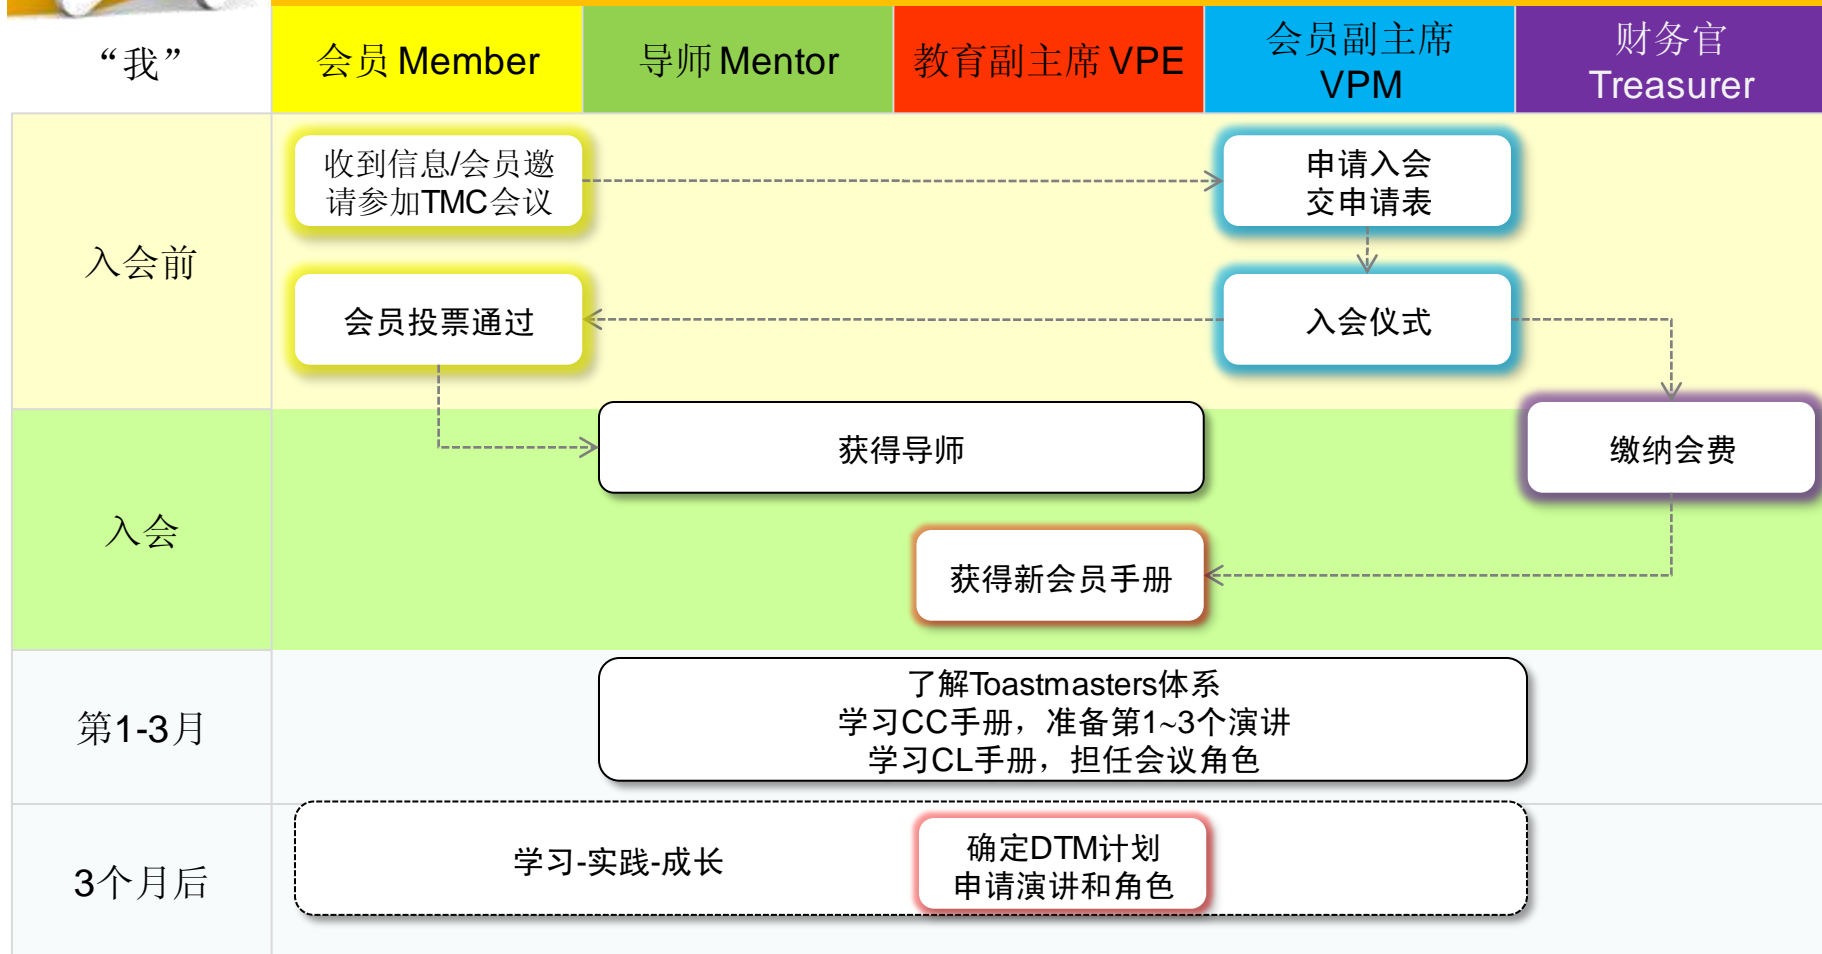 “我”
会员 Member
导师 Mentor
教育副主席 VPE
会员副主席
VPM
财务官
Treasurer
入会前
收到信息/会员邀
请参加TMC会议
申请入会
交申请表
会员投票通过
入会仪式
入会
获得导师
缴纳会费
获得新会员手册
第1-3月
了解Toastmasters体系
学习CC手册，准备第1~3个演讲
学习CL手册，担任会议角色
3个月后
学习-实践-成长
确定DTM计划
申请演讲和角色